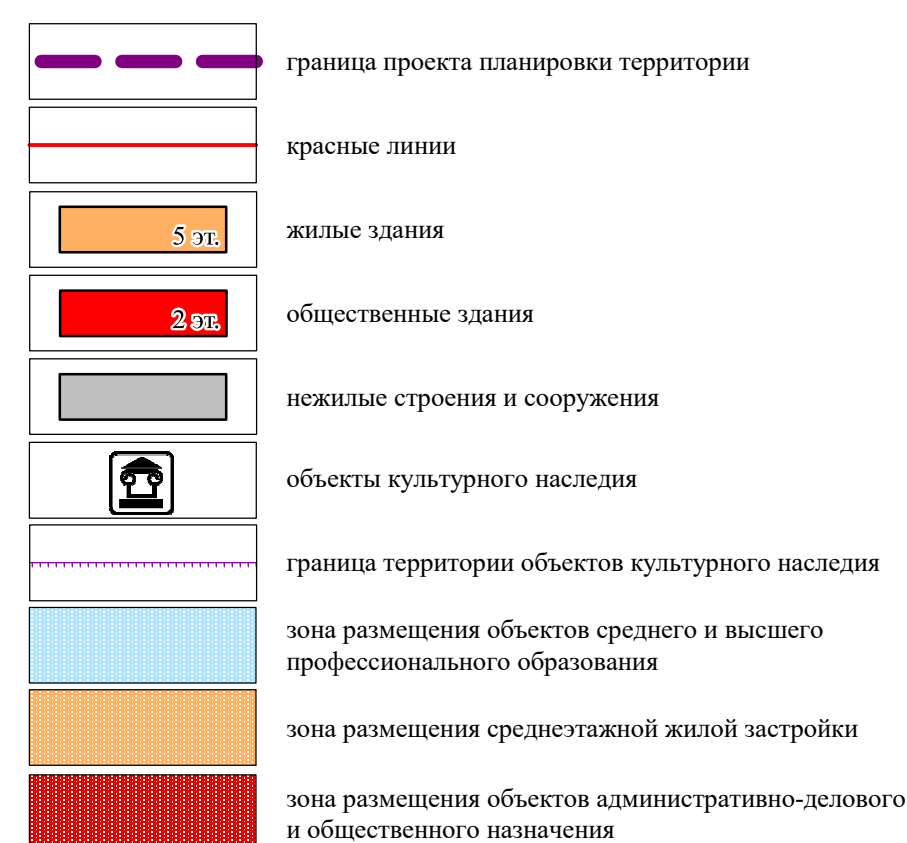 граница проекта планировки территории
красные линии
5 эт.
жилые здания
2 эт.
общественные здания
нежилые строения и сооружения
объекты культурного наследия
граница территории объектов культурного наследия
зона размещения объектов среднего и высшего
профессионального образования
зона размещения среднеэтажной жилой застройки
зона размещения объектов административно-делового
и общественного назначения